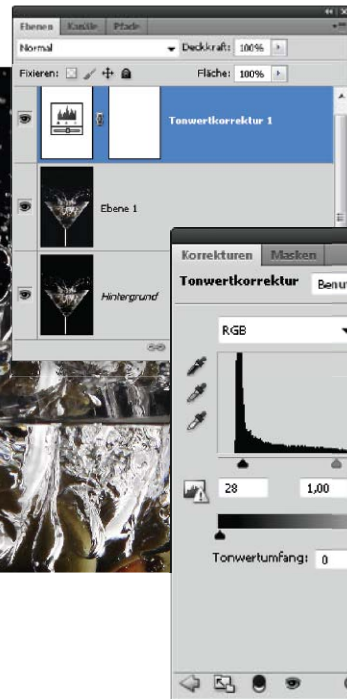 Ebenen Kanäle Pfade
Normal Deckkraft: 100%
Fixieren: Fläche: 100%
Tonwertkorrektur 1
Ebene 1
Hintergrund
Korrekturen Masken
Tonwertkorrektur Benu
RGB
28 1,00
Tonwertumfang: 0